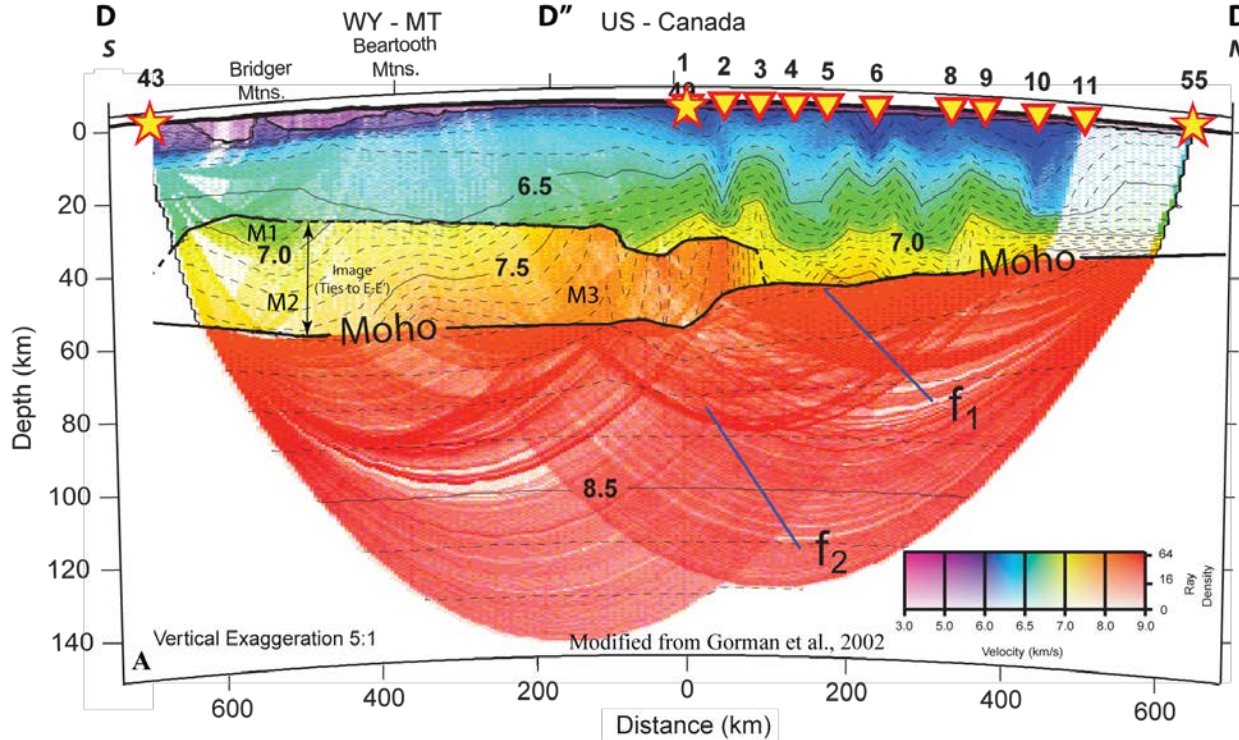 D WY - MT D” US - Canada D
S Beartooth N
43 Bridger Mtns. 1 2 3 4 5 6 8 9 10 11 55
Mtns. 49
0
6.5
20
M1
7.0 Image 7.5 7.0
(Ties to E-E’) Moho
40
M2 M3
Moho
60
f1
80
8.5
100
f2
120
64
16
0
Ray
Density
3.0 5.0 6.0 6.5 7.0 8.0 9.0
Velocity (km/s)
140
Vertical Exaggeration 5:1 Modified from Gorman et al., 2002
A
Depth (km)
600 400 200 0 200 400 600
Distance (km)